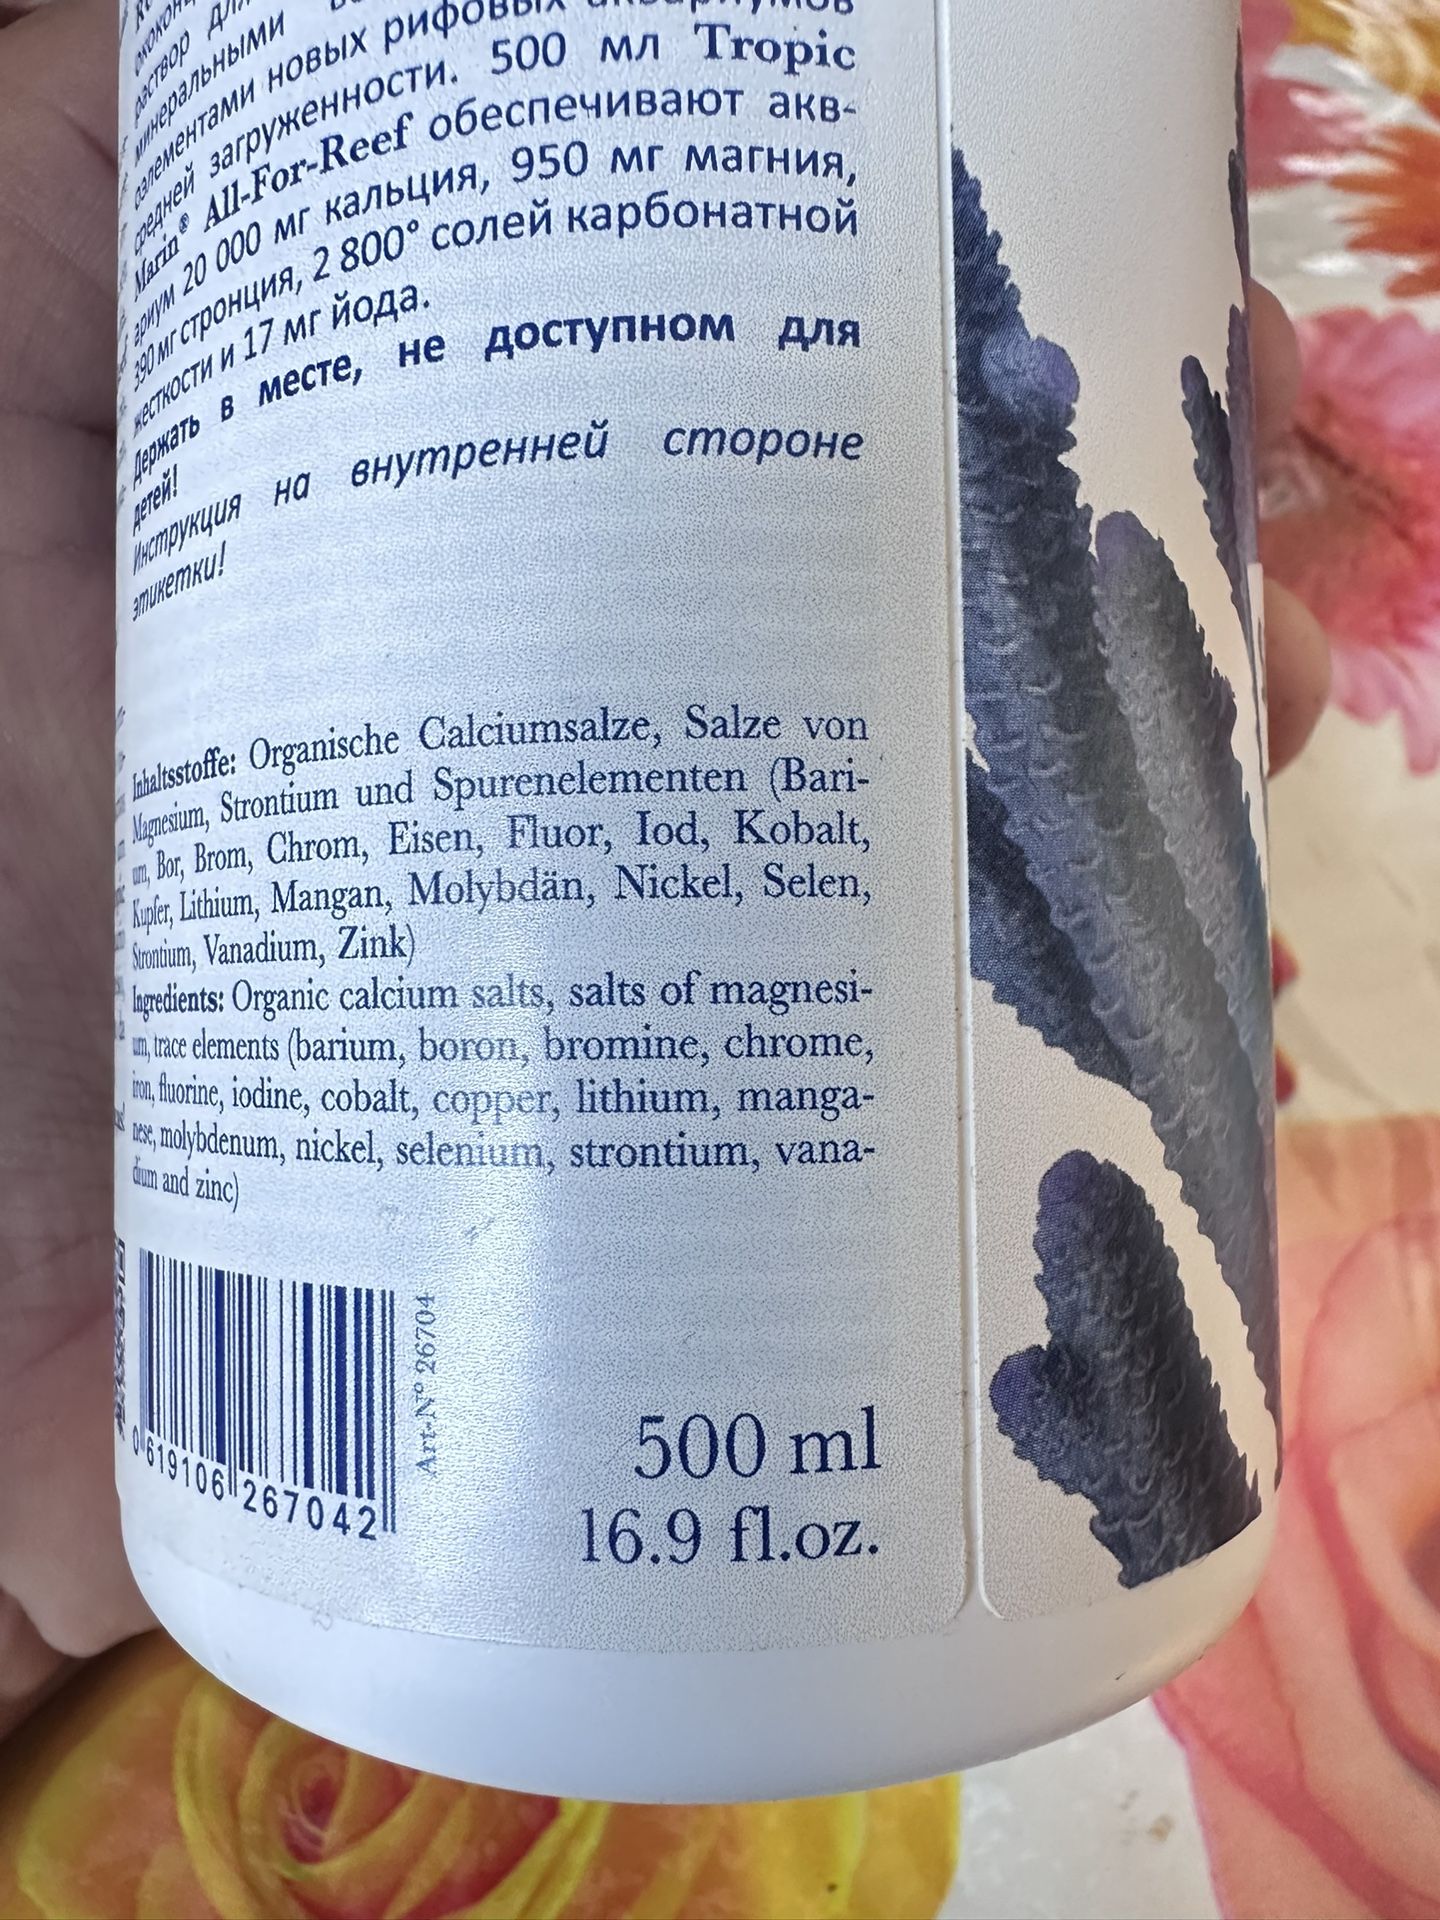 раствор для
минеральными
элементами новых рифовых аквариумов
средней загруженности. 500 мл Tropic
Marin® All-For-Reef обеспечивают акв-
ариум 20 000 мг кальция, 950 мг магния,
390 мг стронция, 2 800° солей карбонатной
жесткости и 17 мг йода.
Держать в месте, не доступном для
детей!
Инструкция на внутренней стороне
этикетки!
Inhaltsstoffe: Organische Calciumsalze, Salze von
Magnesium, Strontium und Spurenelementen (Bari-
um, Bor, Brom, Chrom, Eisen, Fluor, Iod, Kobalt,
Kupfer, Lithium, Mangan, Molybdän, Nickel, Selen,
Strontium, Vanadium, Zink)
Ingredients: Organic calcium salts, salts of magnesi-
um, trace elements (barium, boron, bromine, chrome,
iron, fluorine, iodine, cobalt, copper, lithium, manga-
nese, molybdenum, nickel, selenium, strontium, vana-
dium and zinc)
0 619106 267042
Art-Nº 26704
500 ml
16.9 fl.oz.